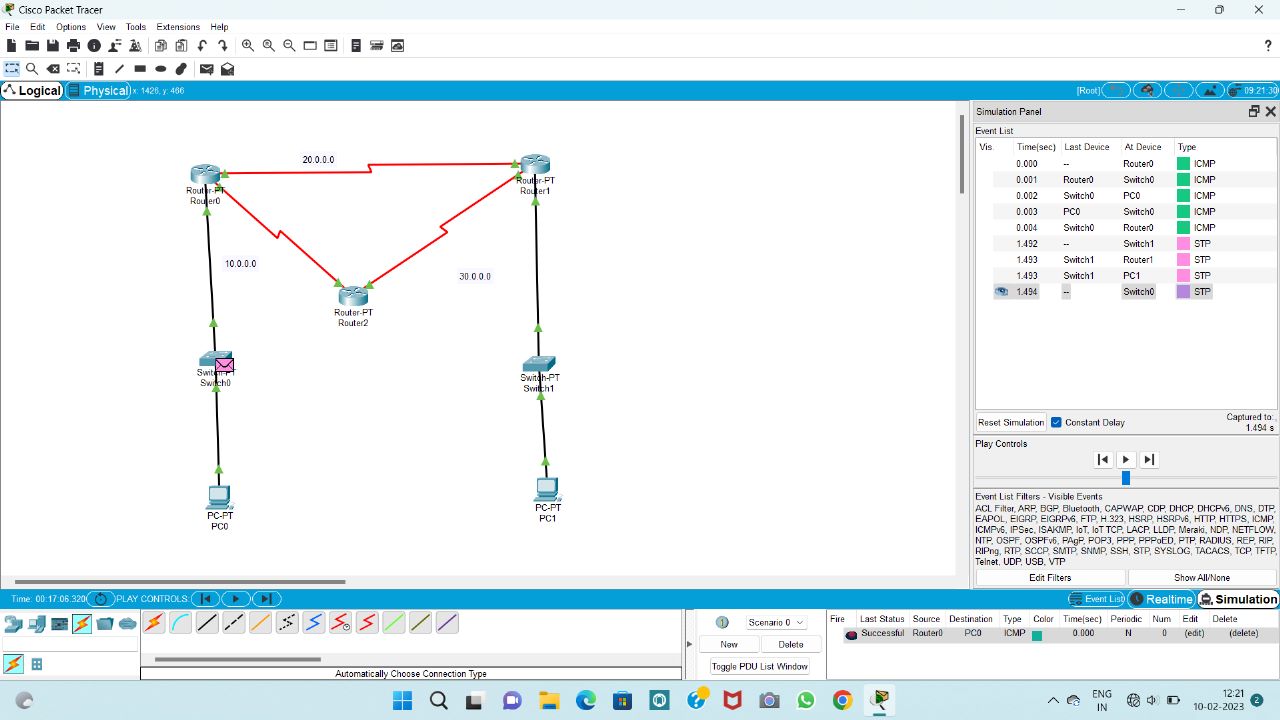 Cisco Packet Tracer
File Edit Options View Tools Extensions Help
?
Logical Physical x: 1426, y: 466 [Root] 09:21:30
20.0.0.0
Router-PT
Router0
Router-PT
Router1
10.0.0.0
30.0.0.0
Router-PT
Router2
Switch-PT
Switch0
Switch-PT
Switch1
PC-PT
PC0
PC-PT
PC1
Simulation Panel
Event List
Vis. Time(sec) Last Device At Device Type
0.000 -- Router0 ICMP
0.001 Router0 Switch0 ICMP
0.002 Switch0 PC0 ICMP
0.003 PC0 Switch0 ICMP
0.004 Switch0 Router0 ICMP
1.492 -- Switch1 STP
1.493 Switch1 Router1 STP
1.493 Switch1 PC1 STP
1.494 -- Switch0 STP
Reset Simulation Constant Delay Captured to:
1.494 s
Play Controls
Event List Filters - Visible Events
ACL Filter, ARP, BGP, Bluetooth, CAPWAP, CDP, DHCP, DHCPv6, DNS, DTP,
EAPOL, EIGRP, EIGRPv6, FTP, H.323, HSRP, HSRPv6, HTTP, HTTPS, ICMP,
ICMPv6, IPSec, ISAKMP, IoT, IoT TCP, LACP, LLDP, Meraki, NDP, NETFLOW,
NTP, OSPF, OSPFv6, PAgP, POP3, PPP, PPPoED, PTP, RADIUS, REP, RIP,
RIPng, RTP, SCCP, SMTP, SNMP, SSH, STP, SYSLOG, TACACS, TCP, TFTP,
Telnet, UDP, USB, VTP
Edit Filters Show All/None
Time: 00:17:06.320 PLAY CONTROLS: Event List Realtime Simulation
Automatically Choose Connection Type
Scenario 0
New Delete
Toggle PDU List Window
Fire Last Status Source Destination Type Color Time(sec) Periodic Num Edit Delete
Successful Router0 PC0 ICMP 0.000 N 0 (edit) (delete)
ENG
IN
12:21
10-02-2023
2